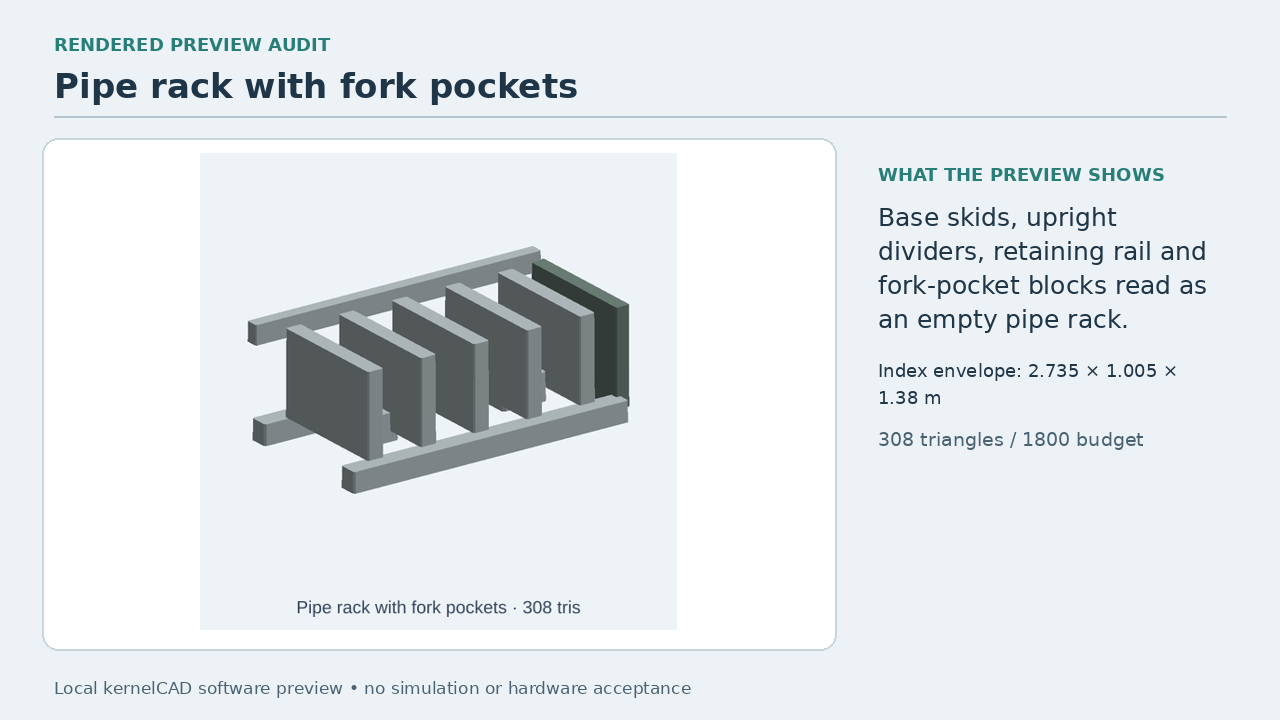 RENDERED PREVIEW AUDIT
Pipe rack with fork pockets
WHAT THE PREVIEW SHOWS
Base skids, upright
dividers, retaining rail and
fork-pocket blocks read as
an empty pipe rack.
Index envelope: 2.735 × 1.005 ×
1.38 m
308 triangles / 1800 budget
Pipe rack with fork pockets · 308 tris
Local kernelCAD software preview • no simulation or hardware acceptance